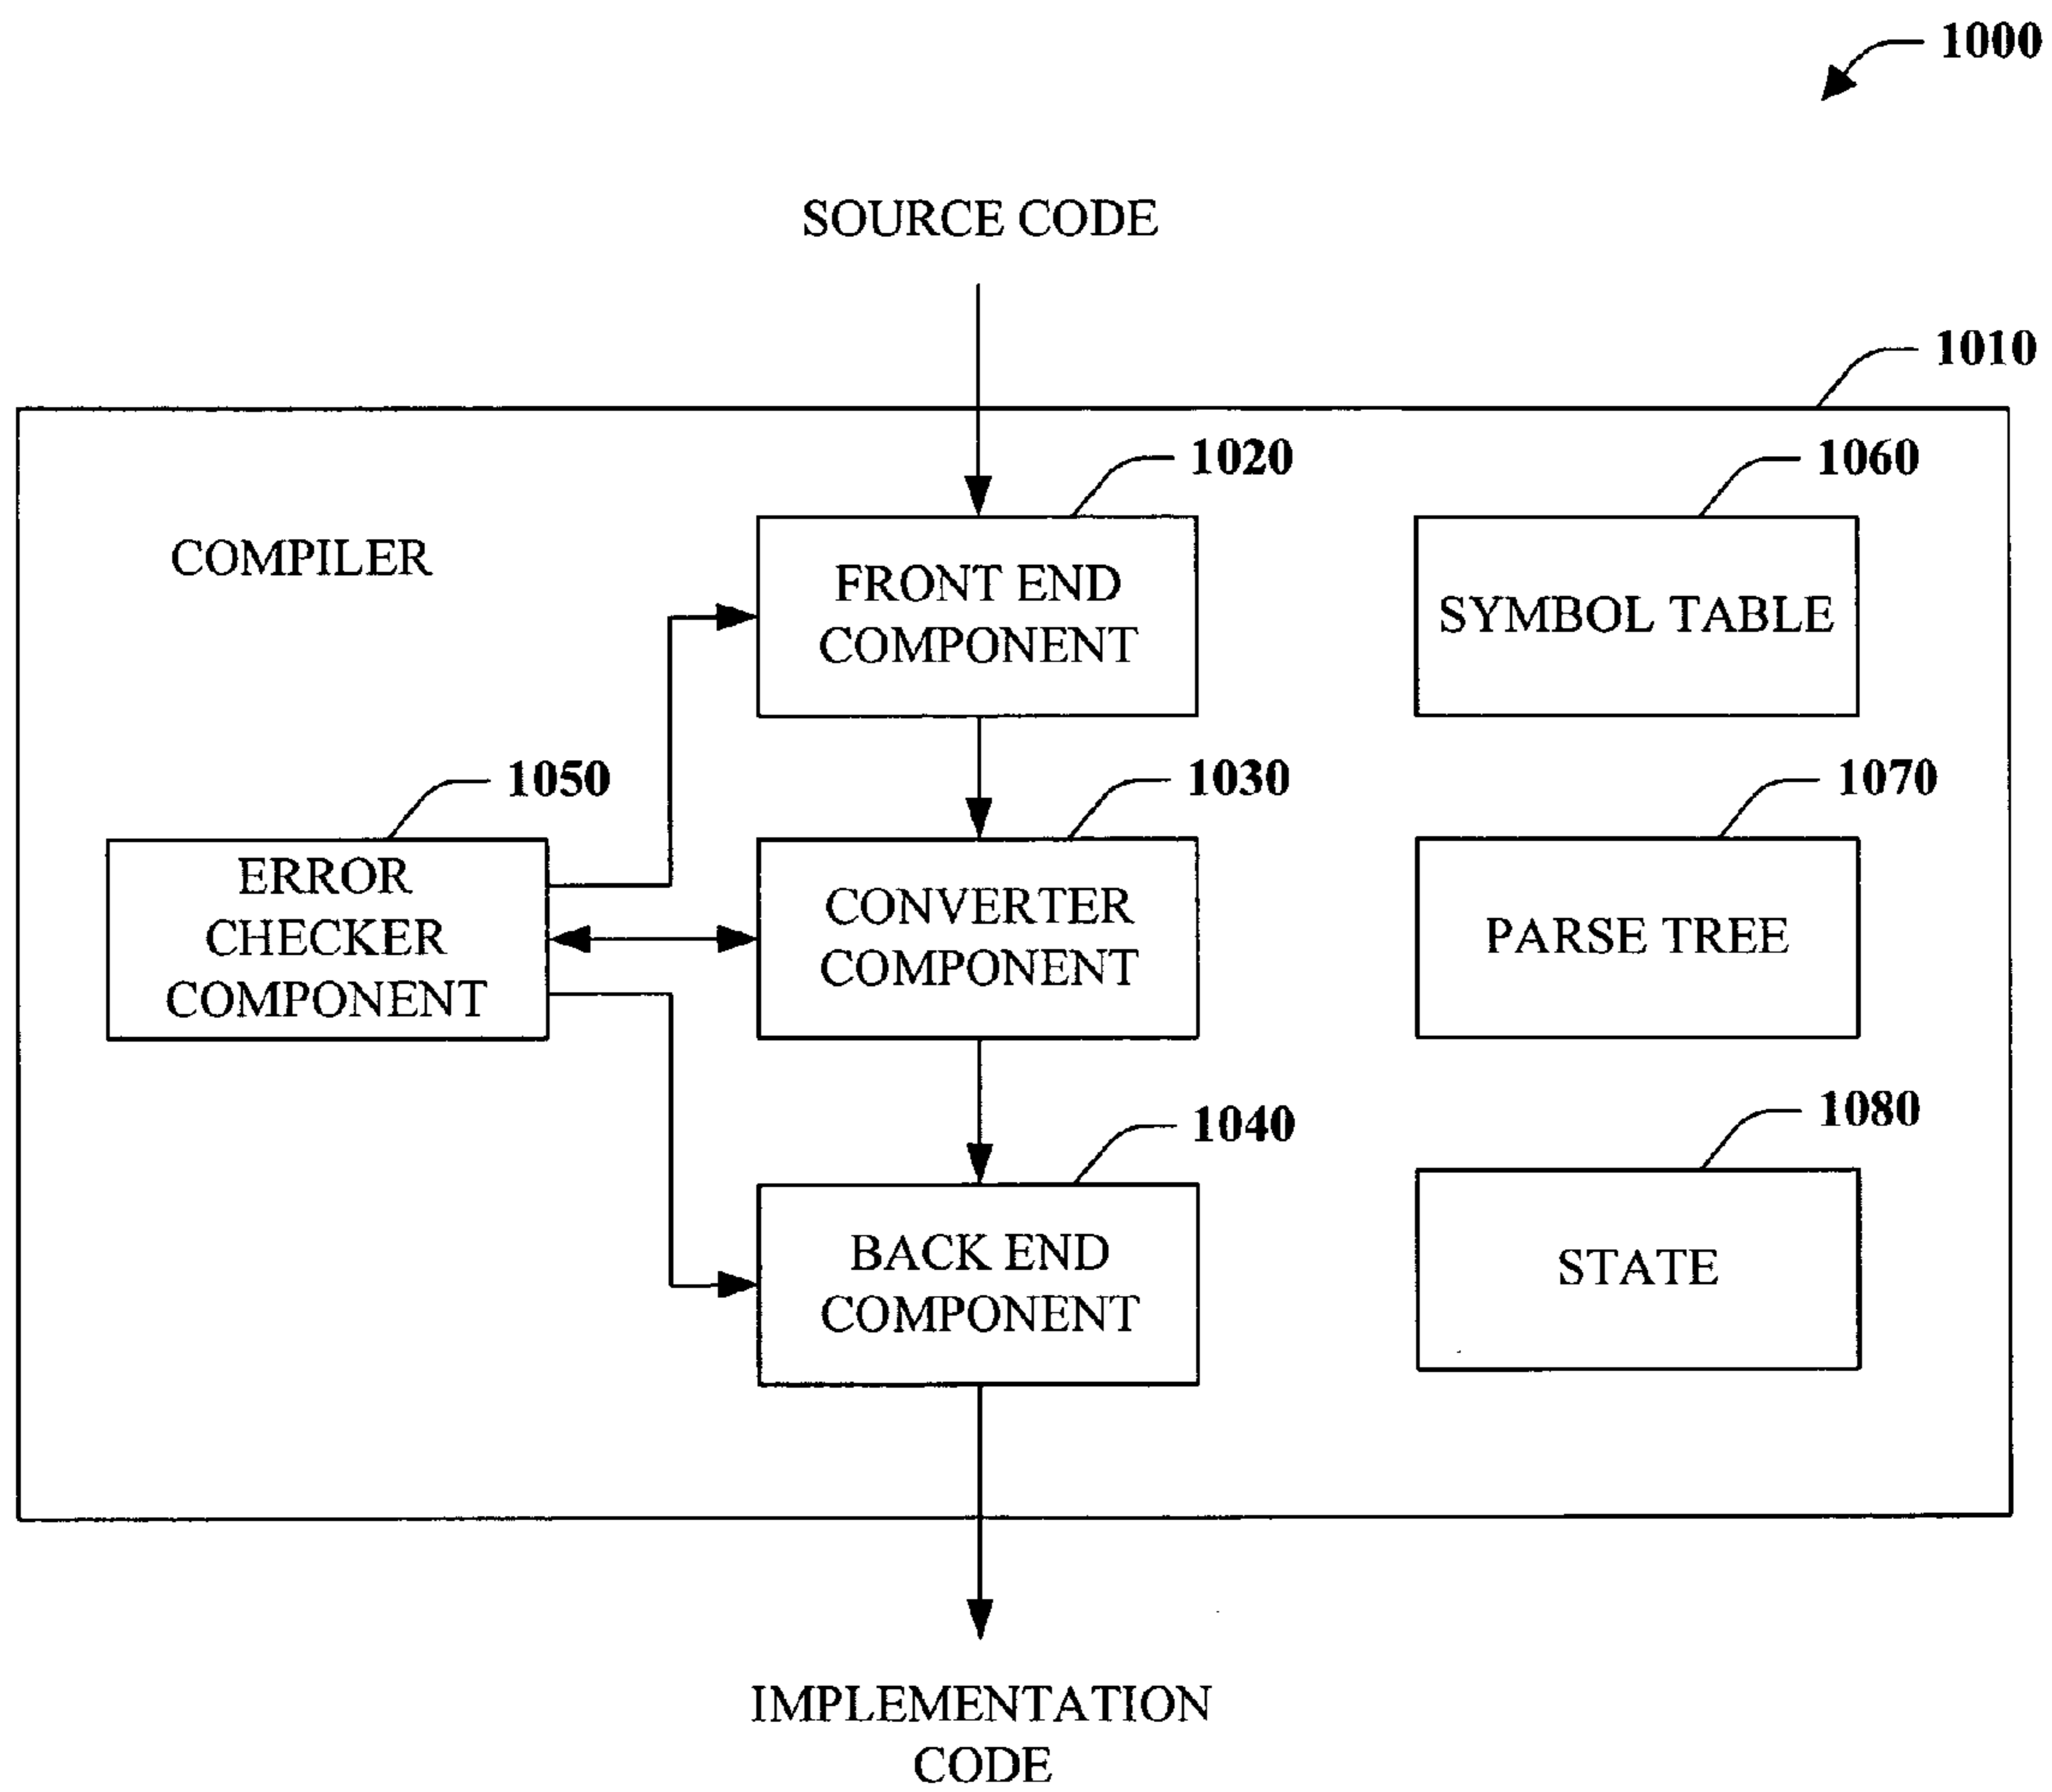 1000
SOURCE CODE
1010
1020
1060
COMPILER
FRONT END
COMPONENT
SYMBOL TABLE
1050
1030
1070
ERROR
CHECKER
COMPONENT
CONVERTER
COMPONENT
PARSE TREE
1040
1080
BACK END
COMPONENT
STATE
IMPLEMENTATION
CODE